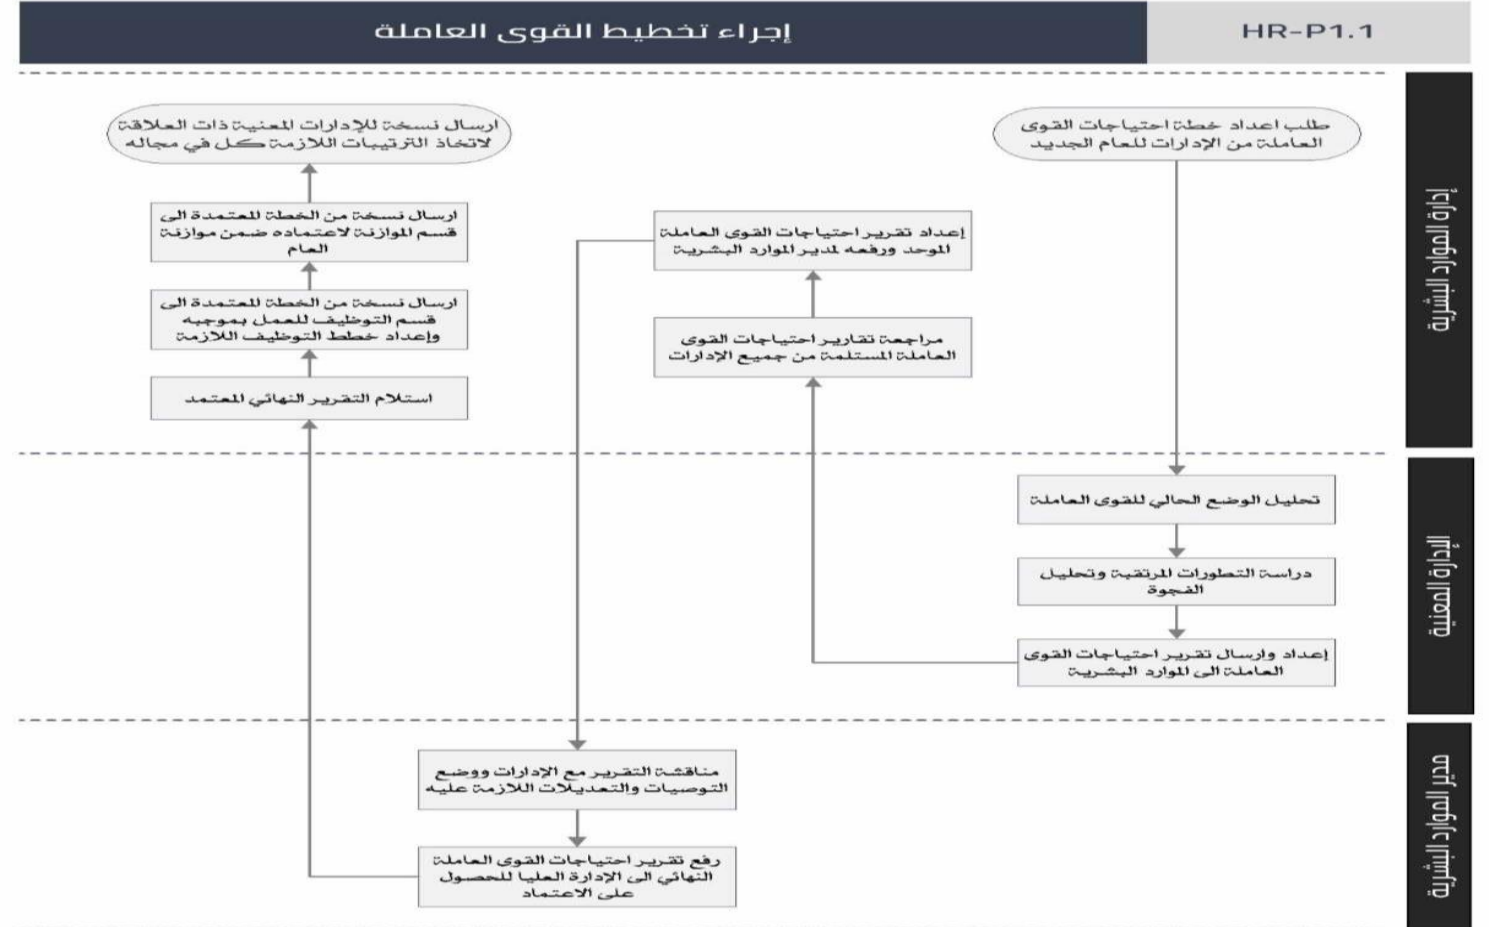 HR-P1.1
إجراء تخطيط القوى العاملة
إدارة الموارد البشرية
طلب اعداد خطة احتياجات القوى
العاملة من الإدارات للعام الجديد
الإدارة المعنية
تحليل الوضع الحالي للقوى العاملة
دراسة التطورات المرتقبة وتحليل
الفجوة
إعداد وارسال تقرير احتياجات القوى
العاملة الى الموارد البشرية
مراجعة تقارير احتياجات القوى
العاملة المستلمة من جميع الإدارات
إعداد تقرير احتياجات القوى العاملة
الموحد ورفعه لمدير الموارد البشرية
مدير الموارد البشرية
مناقشة التقرير مع الإدارات ووضع
التوصيات والتعديلات اللازمة عليه
رفع تقرير احتياجات القوى العاملة
النهائي الى الإدارة العليا للحصول
على الاعتماد
استلام التقرير النهائي المعتمد
ارسال نسخة من الخطة المعتمدة الى
قسم التوظيف للعمل بموجبه
وإعداد خطط التوظيف اللازمة
ارسال نسخة من الخطة المعتمدة الى
قسم الموازنة لاعتماده ضمن موازنة
العام
ارسال نسخة للإدارات المعنية ذات العلاقة
لاتخاذ الترتيبات اللازمة كل في مجاله